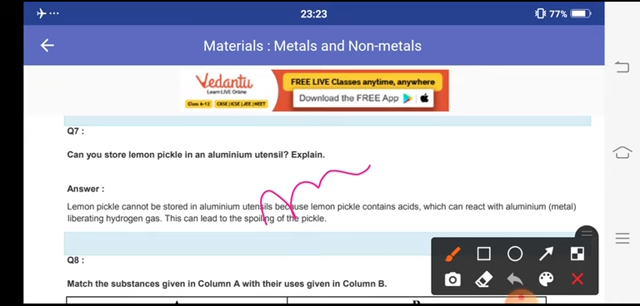 23:23
77%
Materials : Metals and Non-metals
Vedantu
Learn LIVE Online
Class 6-12 CBSE | ICSE | JEE | NEET
FREE LIVE Classes anytime, anywhere
Download the FREE App
Q7 :
Can you store lemon pickle in an aluminium utensil? Explain.
Answer :
Lemon pickle cannot be stored in aluminium utensils because lemon pickle contains acids, which can react with aluminium (metal)
liberating hydrogen gas. This can lead to the spoiling of the pickle.
Q8 :
Match the substances given in Column A with their uses given in Column B.
A B